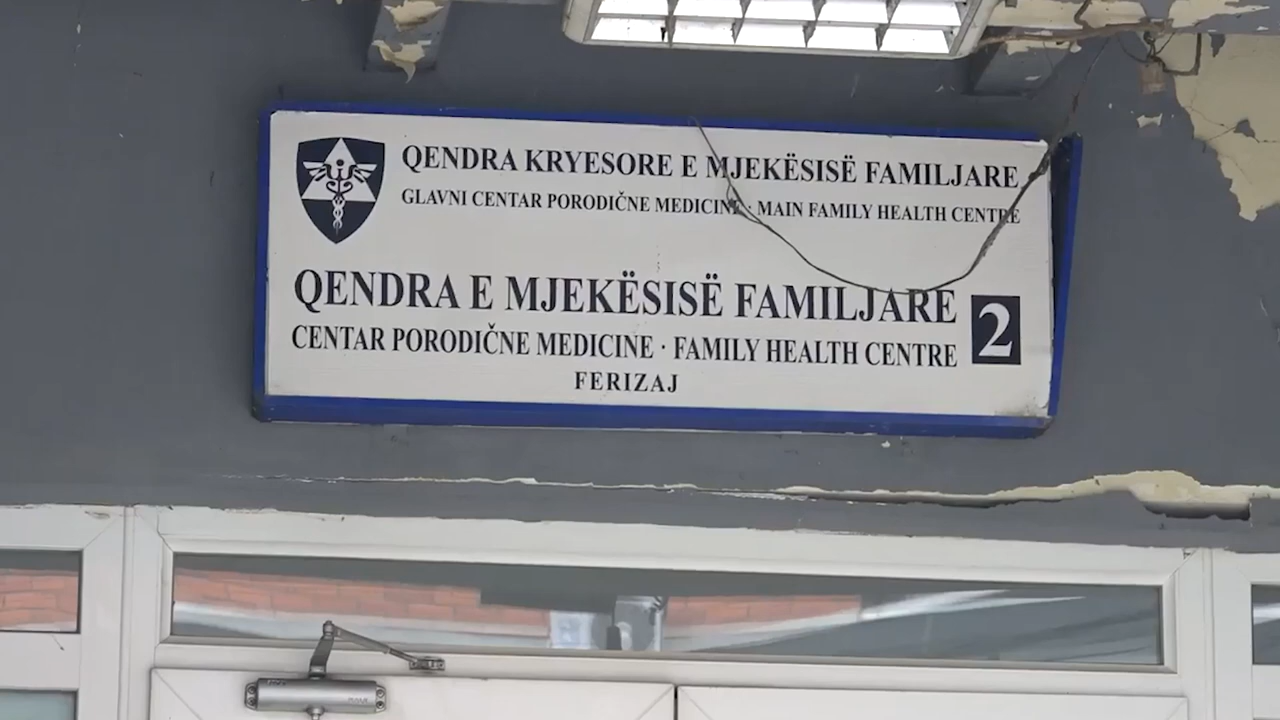 QENDRA KRYESORE E MJEKËSISË FAMILJARE
GLAVNI CENTAR PORODIČNE MEDICINE · MAIN FAMILY HEALTH CENTRE
QENDRA E MJEKËSISË FAMILJARE 2
CENTAR PORODIČNE MEDICINE · FAMILY HEALTH CENTRE
FERIZAJ